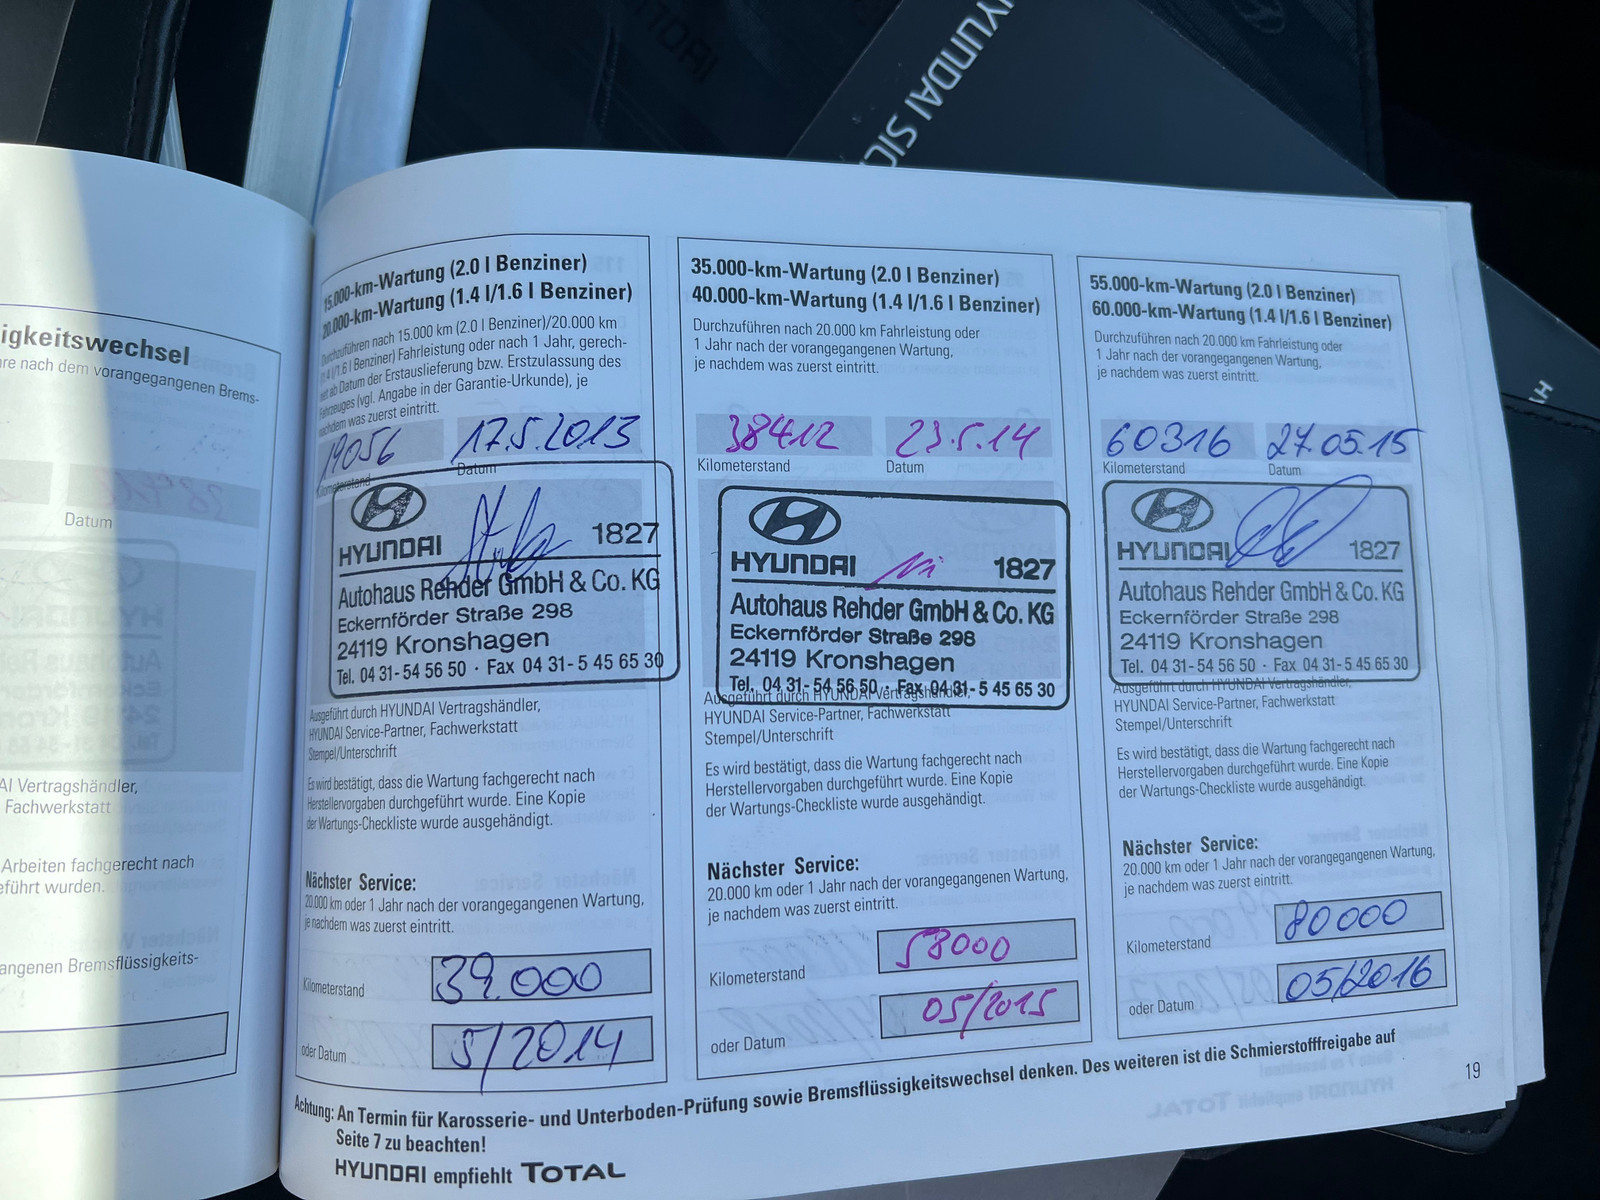 HYUNDAI SIC
igkeitswechsel
re nach dem vorangegangenen Brems-
Datum
AI Vertragshändler,
Fachwerkstatt
Arbeiten fachgerecht nach
eführt wurden.
angenen Bremsflüssigkeits-
15.000-km-Wartung (2.0 l Benziner)
20.000-km-Wartung (1.4 l/1.6 l Benziner)
Durchzuführen nach 15.000 km (2.0 l Benziner)/20.000 km
(1.4 l/1.6 l Benziner) Fahrleistung oder nach 1 Jahr, gerech-
net ab Datum der Erstauslieferung bzw. Erstzulassung des
Fahrzeuges (vgl. Angabe in der Garantie-Urkunde), je
nachdem was zuerst eintritt.
19056 17.5.2013
Kilometerstand Datum
HYUNDAI 1827
Autohaus Rehder GmbH & Co. KG
Eckernförder Straße 298
24119 Kronshagen
Tel. 04 31-54 56 50 · Fax 04 31-5 45 65 30
Ausgeführt durch HYUNDAI Vertragshändler,
HYUNDAI Service-Partner, Fachwerkstatt
Stempel/Unterschrift
Es wird bestätigt, dass die Wartung fachgerecht nach
Herstellervorgaben durchgeführt wurde. Eine Kopie
der Wartungs-Checkliste wurde ausgehändigt.
Nächster Service:
20.000 km oder 1 Jahr nach der vorangegangenen Wartung,
je nachdem was zuerst eintritt.
Kilometerstand 39.000
oder Datum 5/2014
35.000-km-Wartung (2.0 l Benziner)
40.000-km-Wartung (1.4 l/1.6 l Benziner)
Durchzuführen nach 20.000 km Fahrleistung oder
1 Jahr nach der vorangegangenen Wartung,
je nachdem was zuerst eintritt.
38412 23.5.14
Kilometerstand Datum
HYUNDAI 1827
Autohaus Rehder GmbH & Co. KG
Eckernförder Straße 298
24119 Kronshagen
Tel. 04 31-54 56 50 · Fax 04 31-5 45 65 30
Ausgeführt durch HYUNDAI Vertragshändler,
HYUNDAI Service-Partner, Fachwerkstatt
Stempel/Unterschrift
Es wird bestätigt, dass die Wartung fachgerecht nach
Herstellervorgaben durchgeführt wurde. Eine Kopie
der Wartungs-Checkliste wurde ausgehändigt.
Nächster Service:
20.000 km oder 1 Jahr nach der vorangegangenen Wartung,
je nachdem was zuerst eintritt.
Kilometerstand 58000
oder Datum 05/2015
55.000-km-Wartung (2.0 l Benziner)
60.000-km-Wartung (1.4 l/1.6 l Benziner)
Durchzuführen nach 20.000 km Fahrleistung oder
1 Jahr nach der vorangegangenen Wartung,
je nachdem was zuerst eintritt.
60316 27.05.15
Kilometerstand Datum
HYUNDAI 1827
Autohaus Rehder GmbH & Co. KG
Eckernförder Straße 298
24119 Kronshagen
Tel. 04 31-54 56 50 · Fax 04 31-5 45 65 30
Ausgeführt durch HYUNDAI Vertragshändler,
HYUNDAI Service-Partner, Fachwerkstatt
Stempel/Unterschrift
Es wird bestätigt, dass die Wartung fachgerecht nach
Herstellervorgaben durchgeführt wurde. Eine Kopie
der Wartungs-Checkliste wurde ausgehändigt.
Nächster Service:
20.000 km oder 1 Jahr nach der vorangegangenen Wartung,
je nachdem was zuerst eintritt.
Kilometerstand 80000
oder Datum 05/2016
Achtung: An Termin für Karosserie- und Unterboden-Prüfung sowie Bremsflüssigkeitswechsel denken. Des weiteren ist die Schmierstofffreigabe auf
Seite 7 zu beachten!
HYUNDAI empfiehlt TOTAL
19